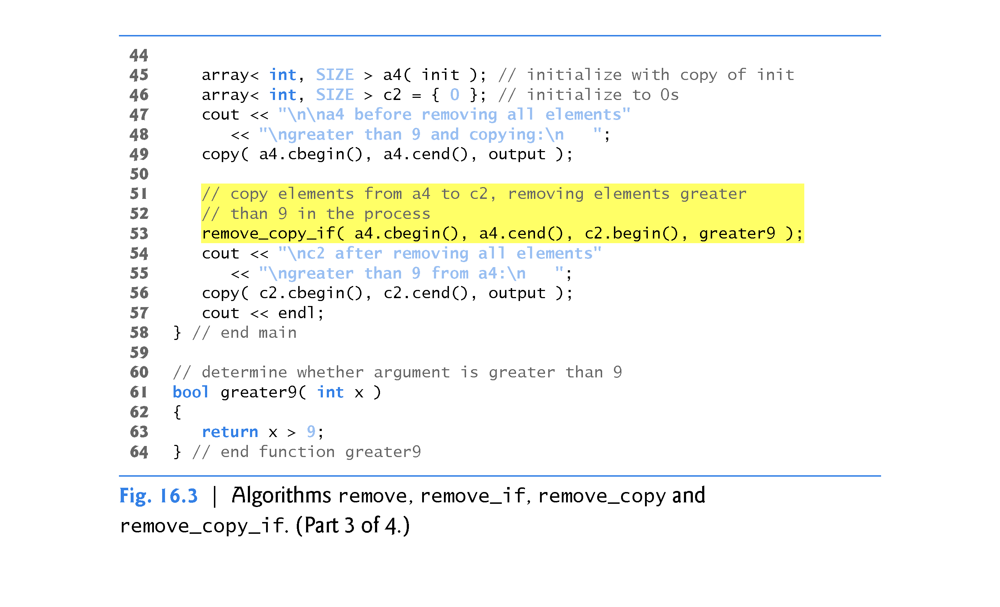 44
45 array< int, SIZE > a4( init ); // initialize with copy of init
46 array< int, SIZE > c2 = { 0 }; // initialize to 0s
47 cout << "\n\na4 before removing all elements"
48 << "\ngreater than 9 and copying:\n   ";
49 copy( a4.cbegin(), a4.cend(), output );
50
51 // copy elements from a4 to c2, removing elements greater
52 // than 9 in the process
53 remove_copy_if( a4.cbegin(), a4.cend(), c2.begin(), greater9 );
54 cout << "\nc2 after removing all elements"
55 << "\ngreater than 9 from a4:\n   ";
56 copy( c2.cbegin(), c2.cend(), output );
57 cout << endl;
58 } // end main
59
60 // determine whether argument is greater than 9
61 bool greater9( int x )
62 {
63 return x > 9;
64 } // end function greater9
Fig. 16.3 | Algorithms remove, remove_if, remove_copy and
remove_copy_if. (Part 3 of 4.)